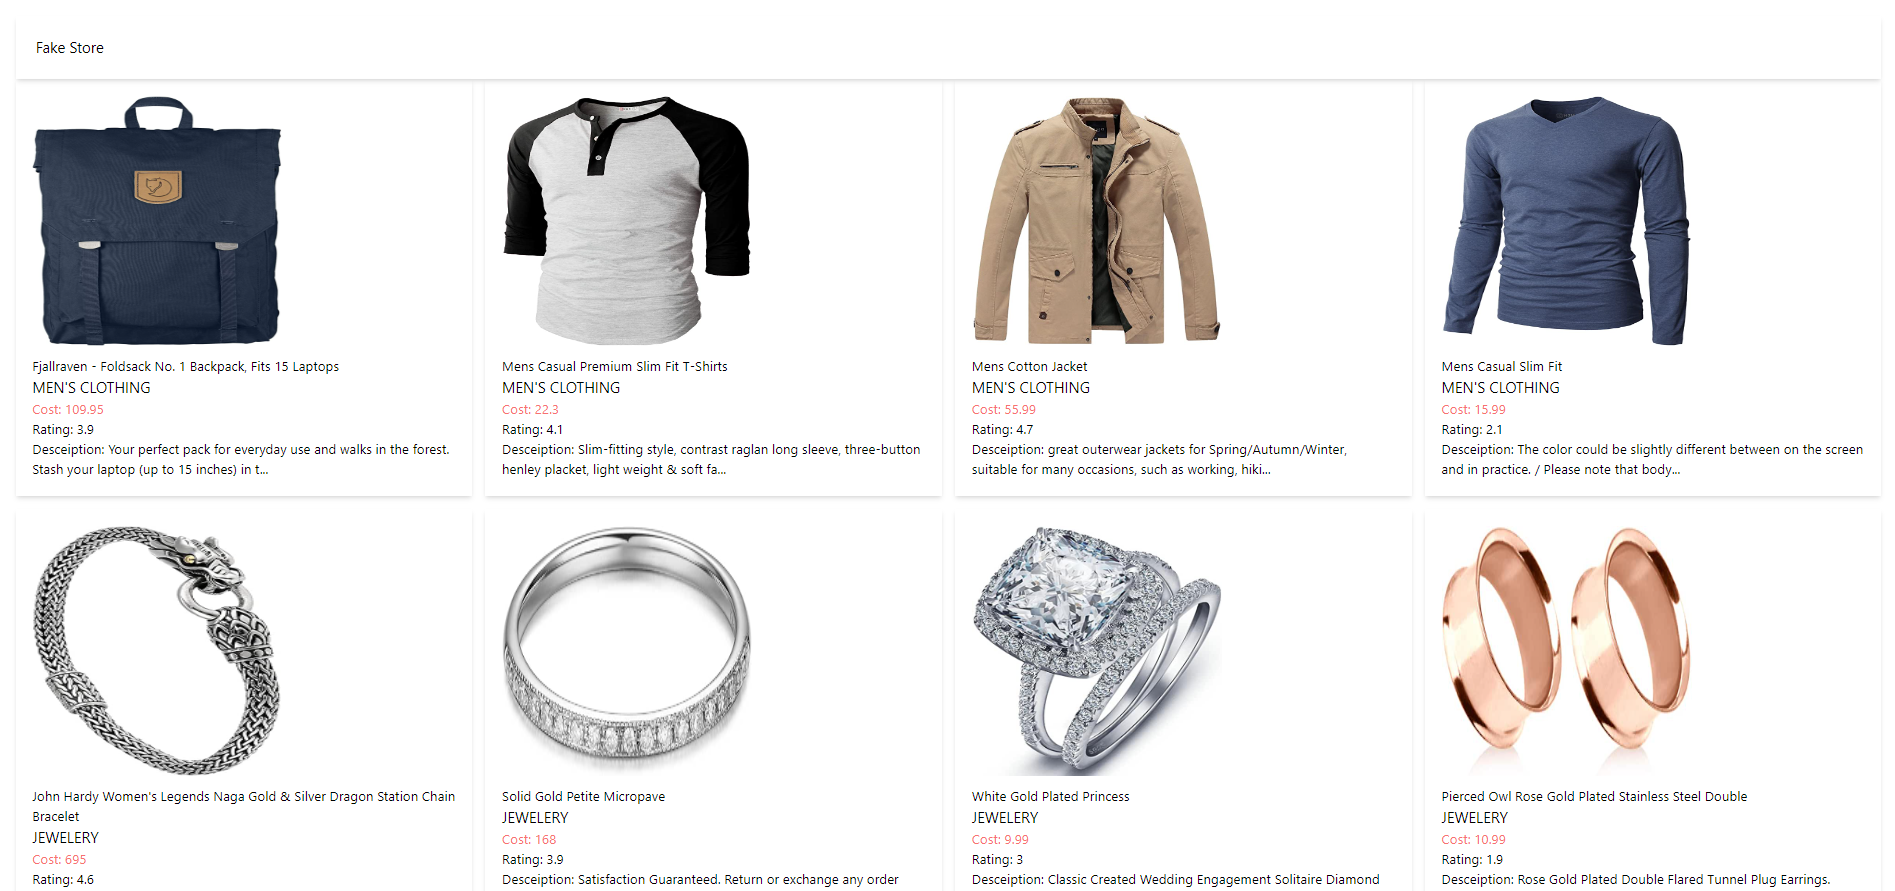 Fake Store
Fjallraven - Foldsack No. 1 Backpack, Fits 15 Laptops
MEN'S CLOTHING
Cost: 109.95
Rating: 3.9
Desceiption: Your perfect pack for everyday use and walks in the forest.
Stash your laptop (up to 15 inches) in t...
Mens Casual Premium Slim Fit T-Shirts
MEN'S CLOTHING
Cost: 22.3
Rating: 4.1
Desceiption: Slim-fitting style, contrast raglan long sleeve, three-button
henley placket, light weight & soft fa...
Mens Cotton Jacket
MEN'S CLOTHING
Cost: 55.99
Rating: 4.7
Desceiption: great outerwear jackets for Spring/Autumn/Winter,
suitable for many occasions, such as working, hiki...
Mens Casual Slim Fit
MEN'S CLOTHING
Cost: 15.99
Rating: 2.1
Desceiption: The color could be slightly different between on the screen
and in practice. / Please note that body...
John Hardy Women's Legends Naga Gold & Silver Dragon Station Chain
Bracelet
JEWELERY
Cost: 695
Rating: 4.6
Solid Gold Petite Micropave
JEWELERY
Cost: 168
Rating: 3.9
Desceiption: Satisfaction Guaranteed. Return or exchange any order
White Gold Plated Princess
JEWELERY
Cost: 9.99
Rating: 3
Desceiption: Classic Created Wedding Engagement Solitaire Diamond
Pierced Owl Rose Gold Plated Stainless Steel Double
JEWELERY
Cost: 10.99
Rating: 1.9
Desceiption: Rose Gold Plated Double Flared Tunnel Plug Earrings.